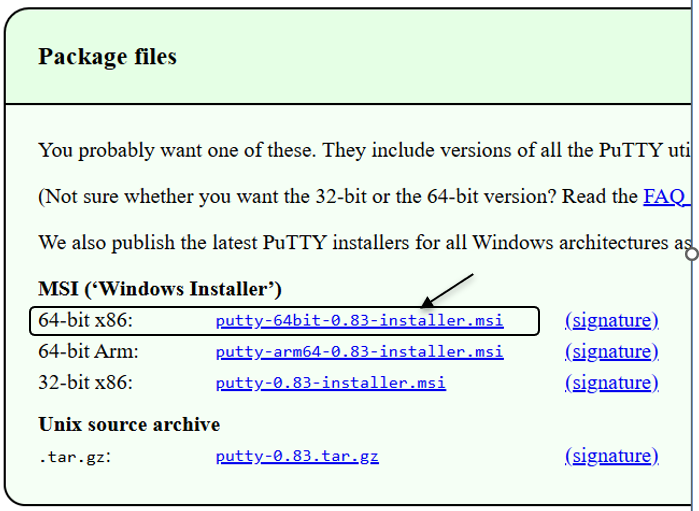 Package files
You probably want one of these. They include versions of all the PuTTY uti
(Not sure whether you want the 32-bit or the 64-bit version? Read the FAQ
We also publish the latest PuTTY installers for all Windows architectures as
MSI (‘Windows Installer’)
64-bit x86: putty-64bit-0.83-installer.msi (signature)
64-bit Arm: putty-arm64-0.83-installer.msi (signature)
32-bit x86: putty-0.83-installer.msi (signature)
Unix source archive
.tar.gz: putty-0.83.tar.gz (signature)